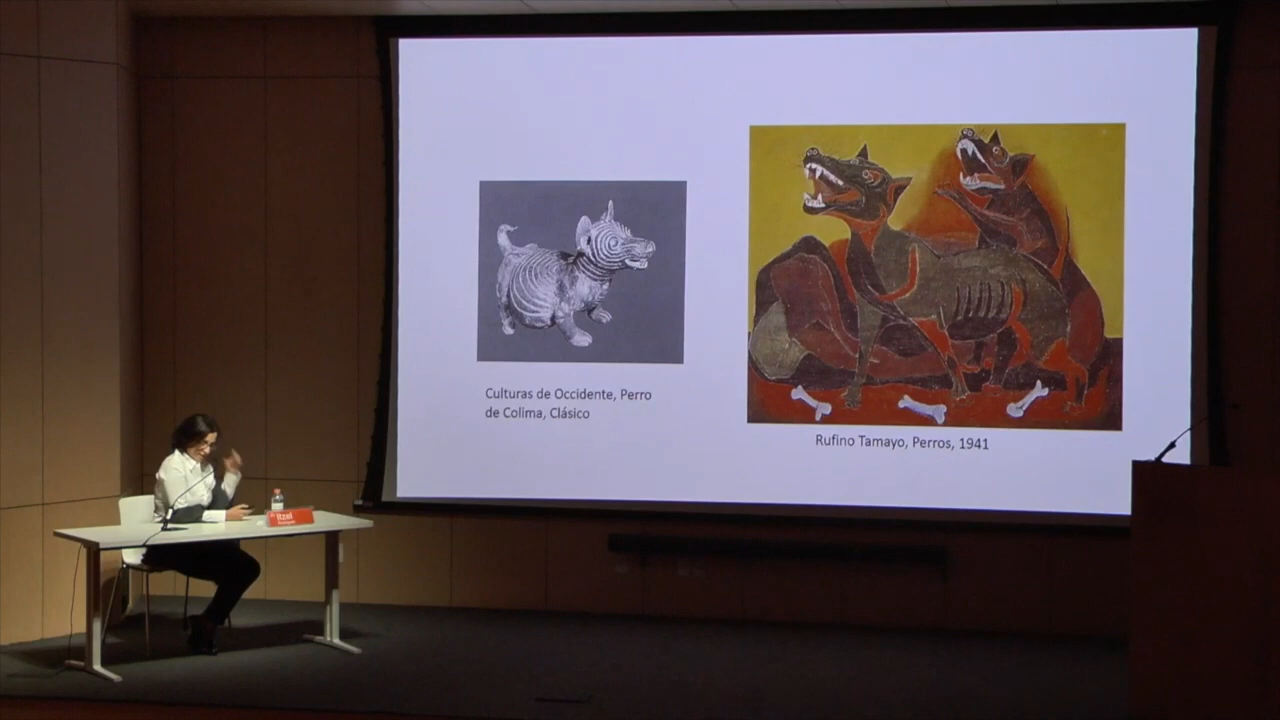 Culturas de Occidente, Perro
de Colima, Clásico
Rufino Tamayo, Perros, 1941
Itzel